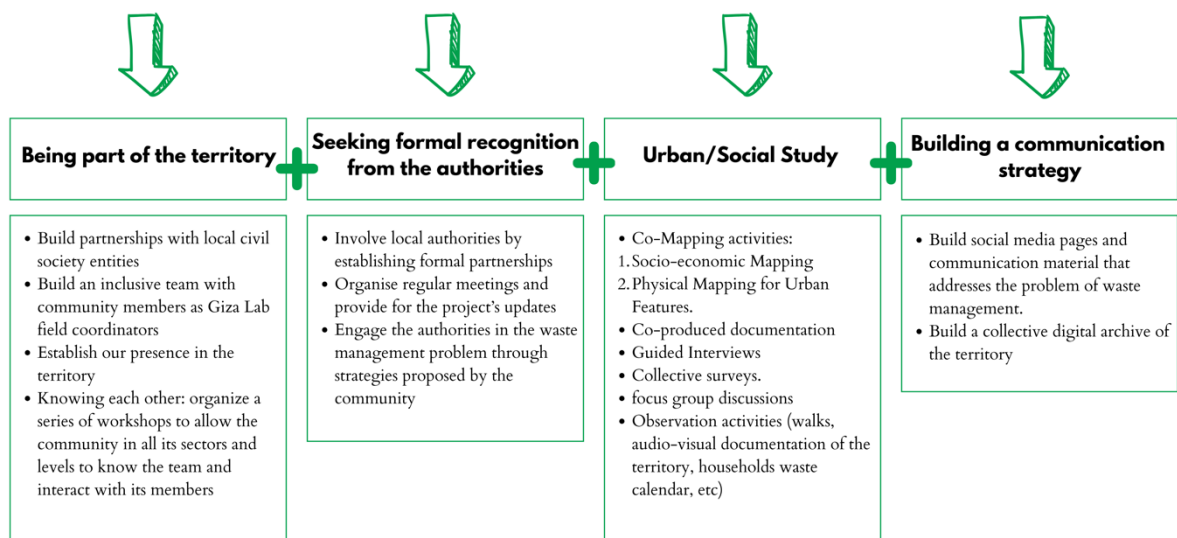 Being part of the territory
Seeking formal recognition
from the authorities
Urban/Social Study
Building a communication
strategy
• Build partnerships with local civil
society entities
• Build an inclusive team with
community members as Giza Lab
field coordinators
• Establish our presence in the
territory
• Knowing each other: organize a
series of workshops to allow the
community in all its sectors and
levels to know the team and
interact with its members
• Involve local authorities by
establishing formal partnerships
• Organise regular meetings and
provide for the project's updates
• Engage the authorities in the waste
management problem through
strategies proposed by the
community
• Co-Mapping activities:
1. Socio-economic Mapping
2. Physical Mapping for Urban
Features.
• Co-produced documentation
• Guided Interviews
• Collective surveys.
• focus group discussions
• Observation activities (walks,
audio-visual documentation of the
territory, households waste
calendar, etc)
• Build social media pages and
communication material that
addresses the problem of waste
management.
• Build a collective digital archive of
the territory